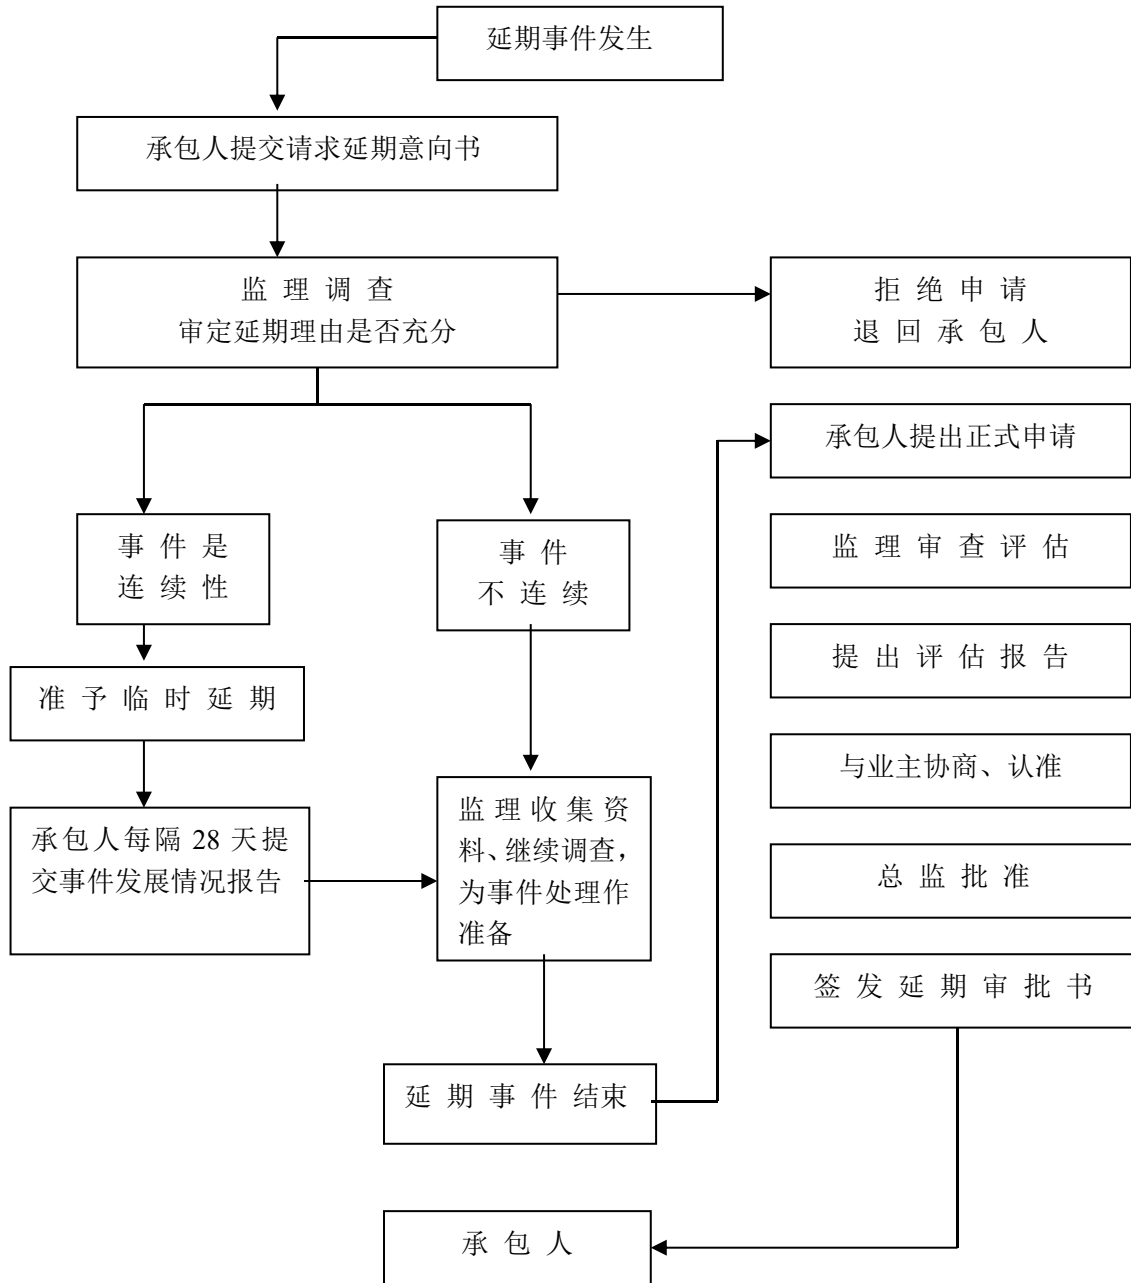 延期事件发生
承包人提交请求延期意向书
监理调查
审定延期理由是否充分
拒绝申请
退回承包人
事件是
连续性
事件
不连续
准予临时延期
承包人每隔 28 天提
交事件发展情况报告
监理收集资
料、继续调查，
为事件处理作
准备
延期事件结束
承包人提出正式申请
监理审查评估
提出评估报告
与业主协商、认准
总监批准
签发延期审批书
承包人